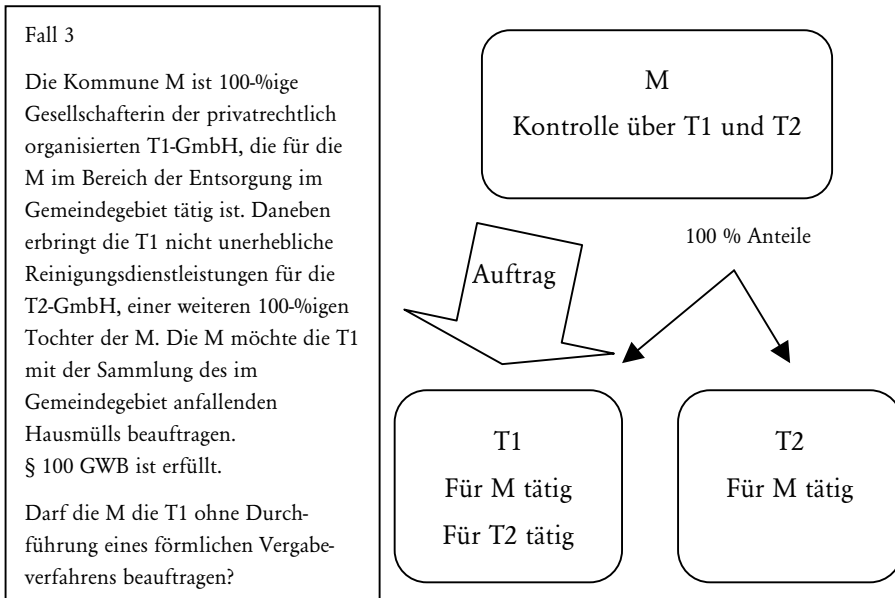 Fall 3
Die Kommune M ist 100-%ige
Gesellschafterin der privatrechtlich
organisierten T1-GmbH, die für die
M im Bereich der Entsorgung im
Gemeindegebiet tätig ist. Daneben
erbringt die T1 nicht unerhebliche
Reinigungsdienstleistungen für die
T2-GmbH, einer weiteren 100-%igen
Tochter der M. Die M möchte die T1
mit der Sammlung des im
Gemeindegebiet anfallenden
Hausmülls beauftragen.
§ 100 GWB ist erfüllt.
Darf die M die T1 ohne Durch-
führung eines förmlichen Vergabe-
verfahrens beauftragen?
M
Kontrolle über T1 und T2
100 % Anteile
Auftrag
T1
Für M tätig
Für T2 tätig
T2
Für M tätig